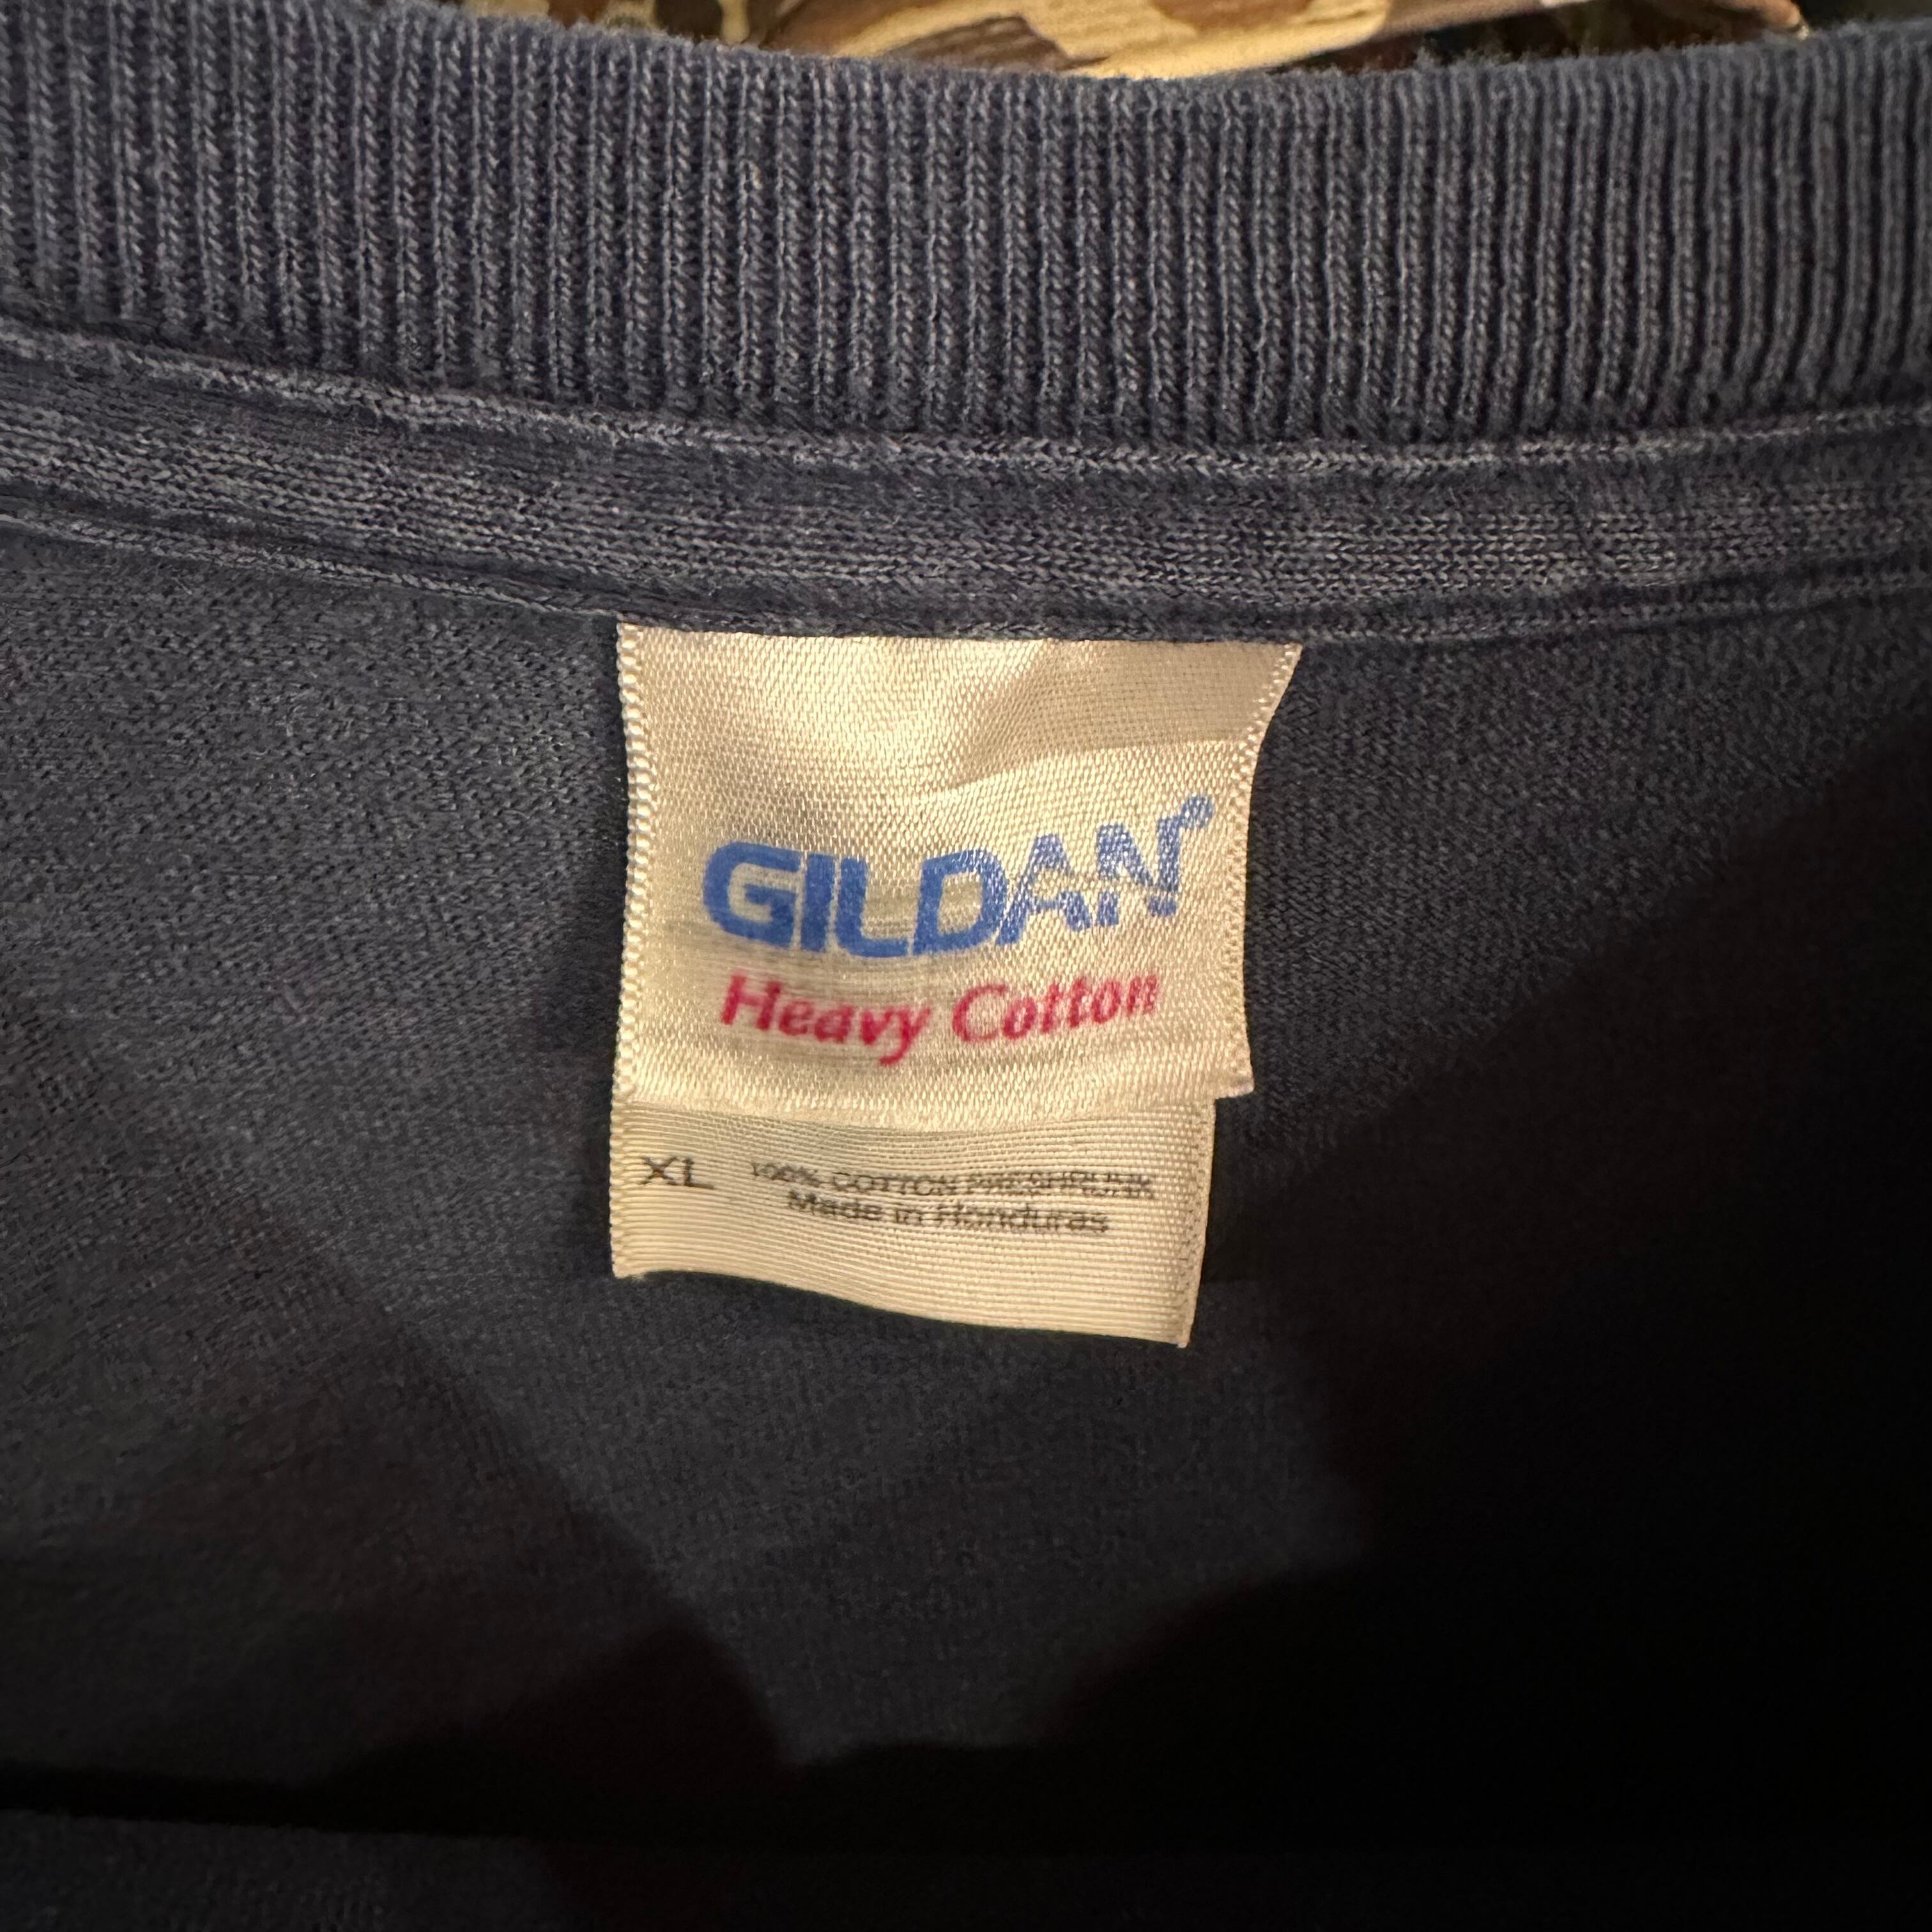 GILDAN®
Heavy Cotton
XL 100% COTTON PRESHRUNK
Made in Honduras